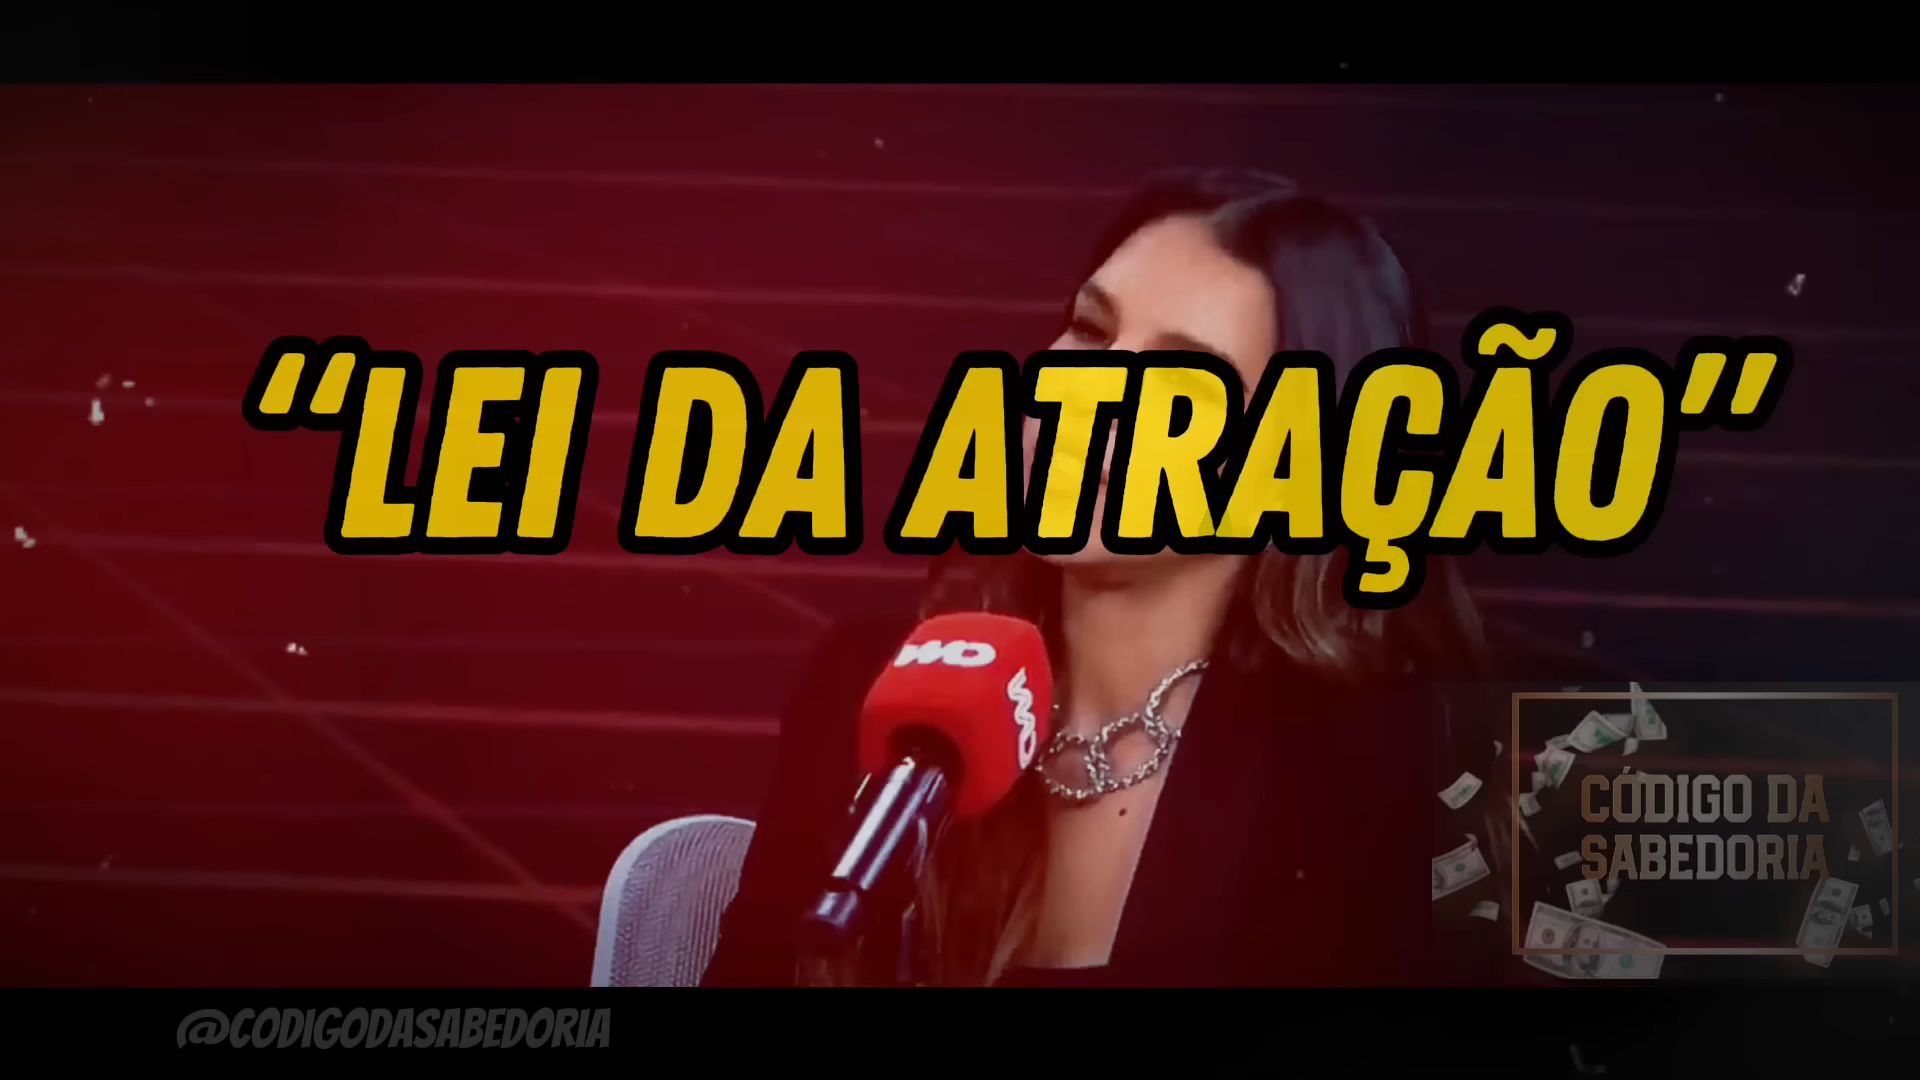 “LEI DA ATRAÇÃO”
CÓDIGO DA
SABEDORIA
@CODIGODASABEDORIA